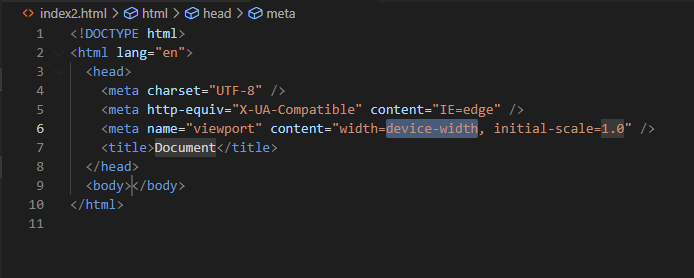 index2.html > html > head > meta
1 <!DOCTYPE html>
2 <html lang="en">
3 <head>
4 <meta charset="UTF-8" />
5 <meta http-equiv="X-UA-Compatible" content="IE=edge" />
6 <meta name="viewport" content="width=device-width, initial-scale=1.0" />
7 <title>Document</title>
8 </head>
9 <body></body>
10 </html>
11